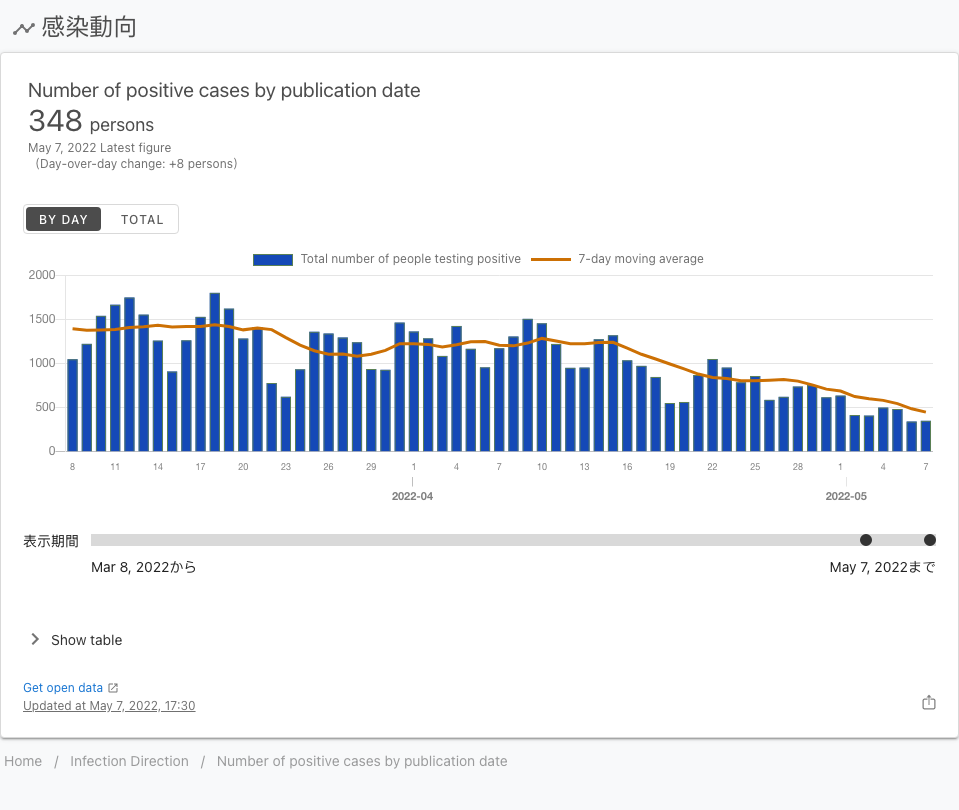 感染動向
Number of positive cases by publication date
348 persons
May 7, 2022 Latest figure
（Day-over-day change: +8 persons）
BY DAY TOTAL
Total number of people testing positive 7-day moving average
2000
1500
1000
500
0
8 11 14 17 20 23 26 29 1 4 7 10 13 16 19 22 25 28 1 4 7
2022-04 2022-05
表示期間
Mar 8, 2022から May 7, 2022まで
Show table
Get open data
Updated at May 7, 2022, 17:30
Home / Infection Direction / Number of positive cases by publication date